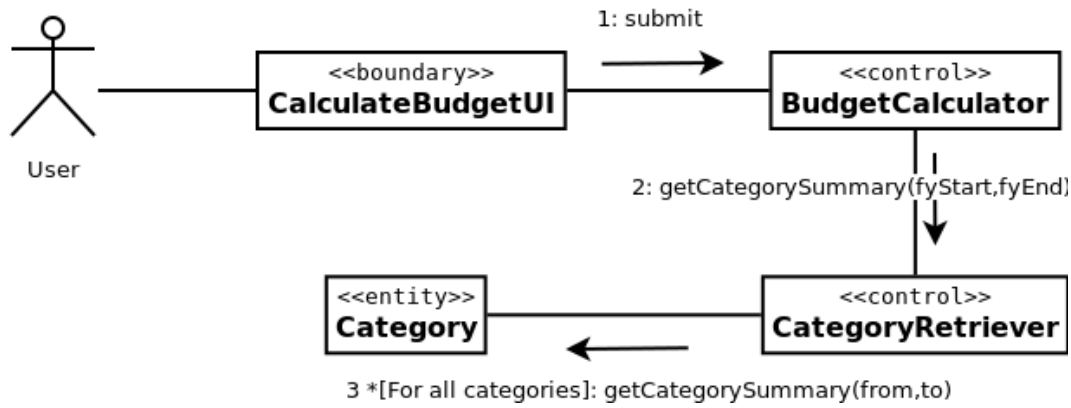 1: submit
<<boundary>>
CalculateBudgetUI
<<control>>
BudgetCalculator
User
2: getCategorySummary(fyStart,fyEnd)
<<entity>>
Category
<<control>>
CategoryRetriever
3 *[For all categories]: getCategorySummary(from,to)